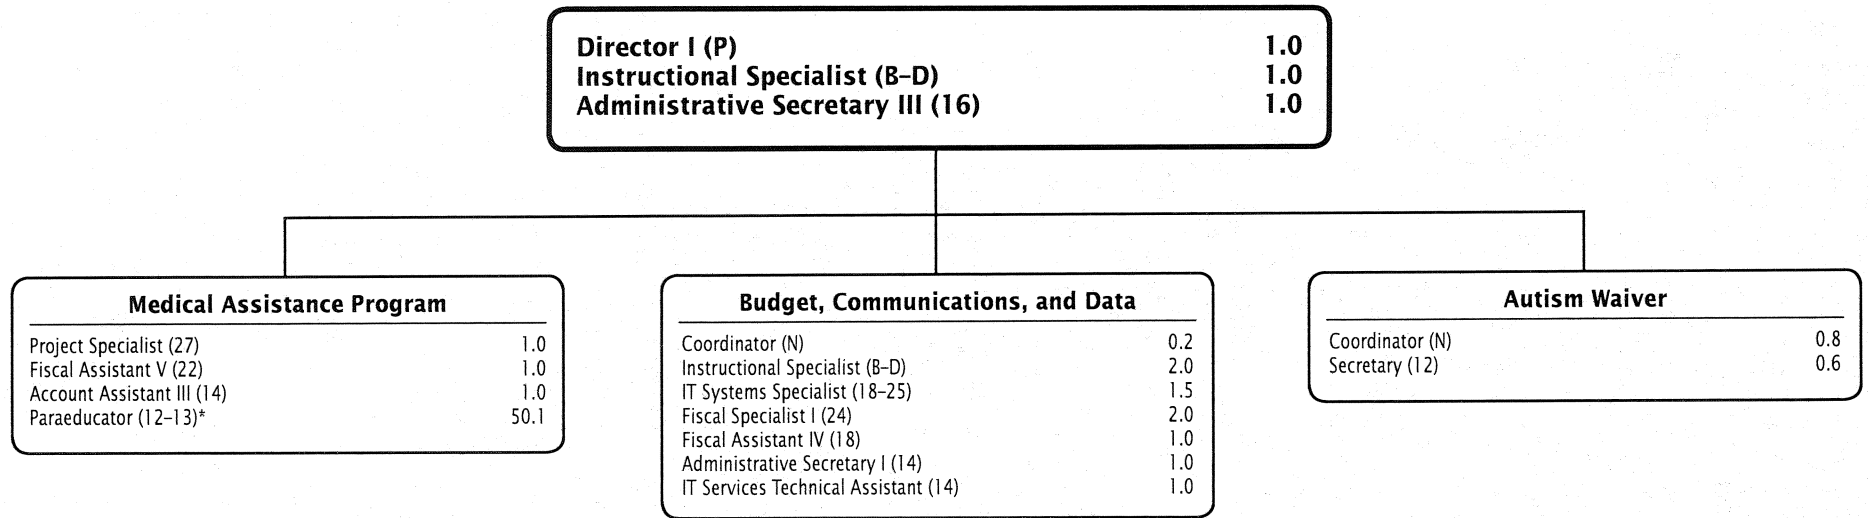 Director I (P) 1.0
Instructional Specialist (B–D) 1.0
Administrative Secretary III (16) 1.0
Medical Assistance Program
Project Specialist (27) 1.0
Fiscal Assistant V (22) 1.0
Account Assistant III (14) 1.0
Paraeducator (12–13)* 50.1
Budget, Communications, and Data
Coordinator (N) 0.2
Instructional Specialist (B–D) 2.0
IT Systems Specialist (18–25) 1.5
Fiscal Specialist I (24) 2.0
Fiscal Assistant IV (18) 1.0
Administrative Secretary I (14) 1.0
IT Services Technical Assistant (14) 1.0
Autism Waiver
Coordinator (N) 0.8
Secretary (12) 0.6